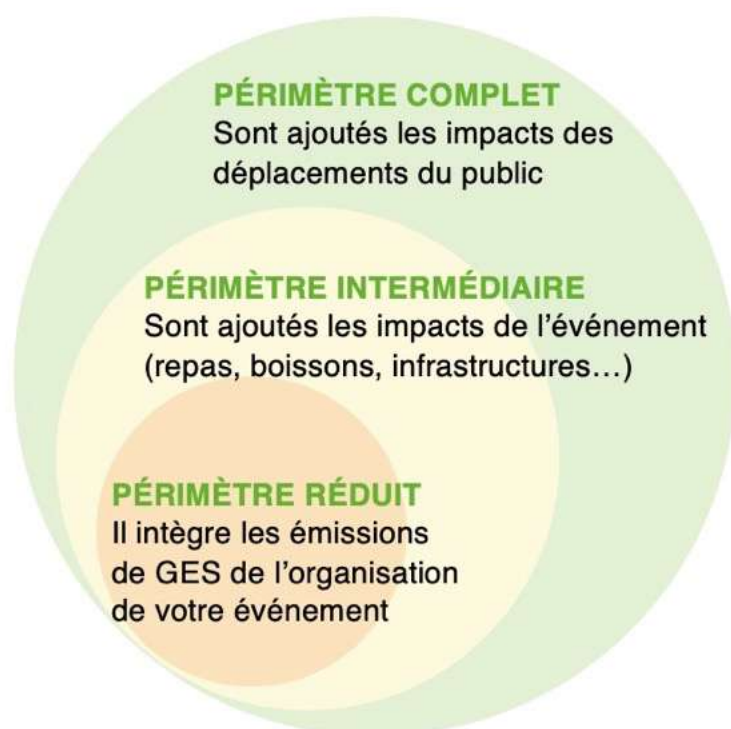 PÉRIMÈTRE COMPLET
Sont ajoutés les impacts des
déplacements du public
PÉRIMÈTRE INTERMÉDIAIRE
Sont ajoutés les impacts de l’événement
(repas, boissons, infrastructures…)
PÉRIMÈTRE RÉDUIT
Il intègre les émissions
de GES de l’organisation
de votre événement